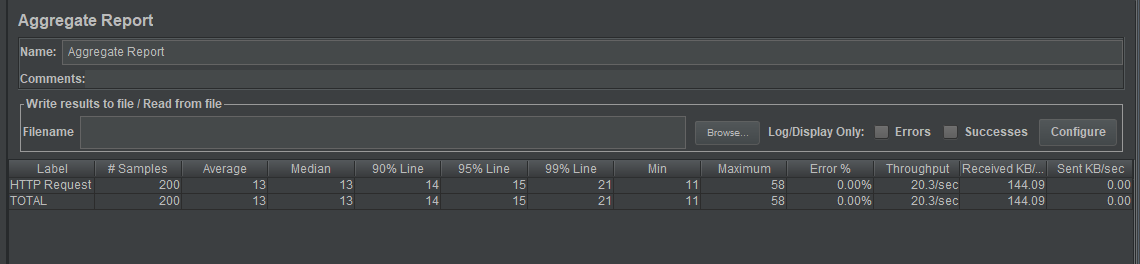 Aggregate Report
Name: Aggregate Report
Comments:
Write results to file / Read from file
Filename Browse... Log/Display Only: Errors Successes Configure
Label # Samples Average Median 90% Line 95% Line 99% Line Min Maximum Error % Throughput Received KB/... Sent KB/sec
HTTP Request 200 13 13 14 15 21 11 58 0.00% 20.3/sec 144.09 0.00
TOTAL 200 13 13 14 15 21 11 58 0.00% 20.3/sec 144.09 0.00